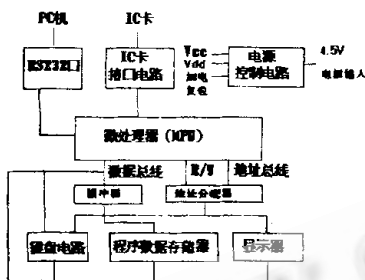 PC机
IC卡
RS232口
IC卡
接口电路
Vcc
Vdd
加电
复位
电源
控制电路
4.5V
电源输入
微处理器(MPU)
数据总线
R/W
地址总线
缓冲器
地址分配器
键盘电路
程序数据存储器
显示器